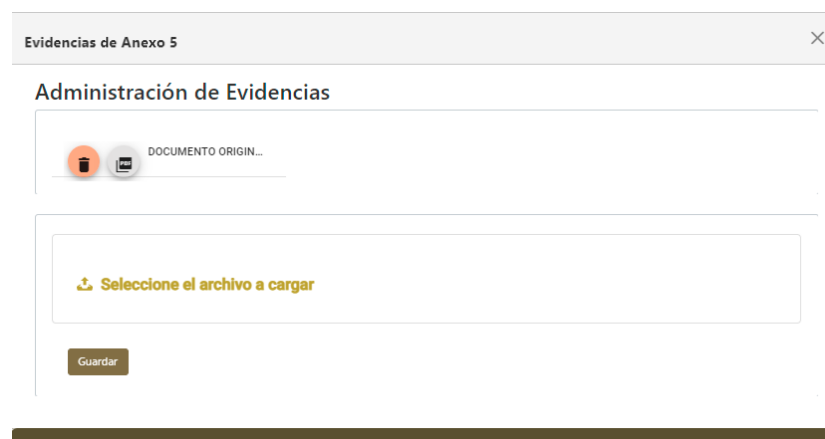 Evidencias de Anexo 5
Administración de Evidencias
DOCUMENTO ORIGIN...
Seleccione el archivo a cargar
Guardar